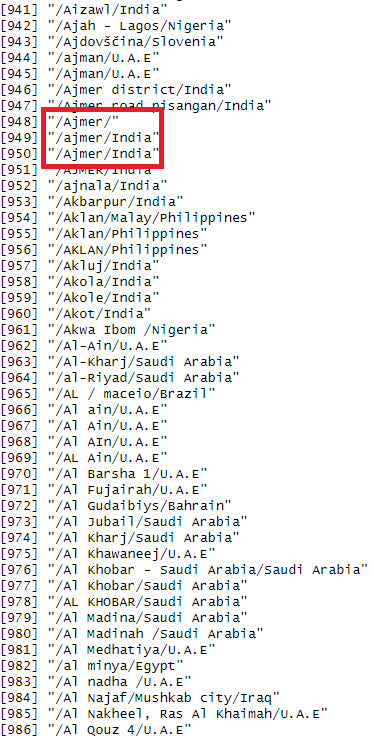 [941] "/Aizawl/India"
[942] "/Ajah - Lagos/Nigeria"
[943] "/Ajdovščina/Slovenia"
[944] "/ajman/U.A.E"
[945] "/Ajman/U.A.E"
[946] "/Ajmer district/India"
[947] "/Ajmer road pisangan/India"
[948] "/Ajmer/"
[949] "/ajmer/India"
[950] "/Ajmer/India"
[951] "/AJMER/India"
[952] "/ajnala/India"
[953] "/Akbarpur/India"
[954] "/Aklan/Malay/Philippines"
[955] "/Aklan/Philippines"
[956] "/AKLAN/Philippines"
[957] "/Akluj/India"
[958] "/Akola/India"
[959] "/Akole/India"
[960] "/Akot/India"
[961] "/Akwa Ibom /Nigeria"
[962] "/Al-Ain/U.A.E"
[963] "/Al-Kharj/Saudi Arabia"
[964] "/al-Riyad/Saudi Arabia"
[965] "/AL / maceio/Brazil"
[966] "/Al ain/U.A.E"
[967] "/Al Ain/U.A.E"
[968] "/Al AIn/U.A.E"
[969] "/AL Ain/U.A.E"
[970] "/Al Barsha 1/U.A.E"
[971] "/Al Fujairah/U.A.E"
[972] "/Al Gudaibiys/Bahrain"
[973] "/Al Jubail/Saudi Arabia"
[974] "/Al Kharj/Saudi Arabia"
[975] "/Al Khawaneej/U.A.E"
[976] "/Al Khobar - Saudi Arabia/Saudi Arabia"
[977] "/Al Khobar/Saudi Arabia"
[978] "/AL KHOBAR/Saudi Arabia"
[979] "/Al Madina/Saudi Arabia"
[980] "/Al Madinah /Saudi Arabia"
[981] "/Al Medhatiya/U.A.E"
[982] "/al minya/Egypt"
[983] "/Al nadha /U.A.E"
[984] "/Al Najaf/Mushkab city/Iraq"
[985] "/Al Nakheel, Ras Al Khaimah/U.A.E"
[986] "/Al Qouz 4/U.A.E"